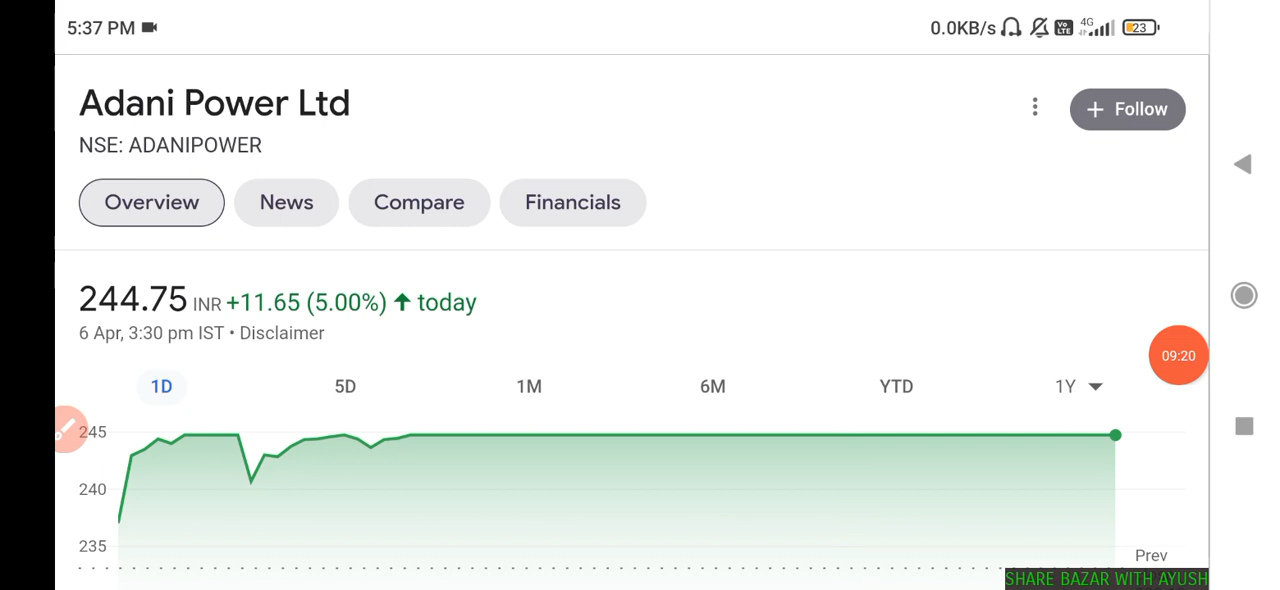 5:37 PM
0.0KB/s
Vo LTE
4G
23
Adani Power Ltd
+ Follow
NSE: ADANIPOWER
Overview
News
Compare
Financials
244.75 INR +11.65 (5.00%) ↑ today
6 Apr, 3:30 pm IST • Disclaimer
09:20
1D
5D
1M
6M
YTD
1Y
245
240
235
Prev
SHARE BAZAR WITH AYUSH